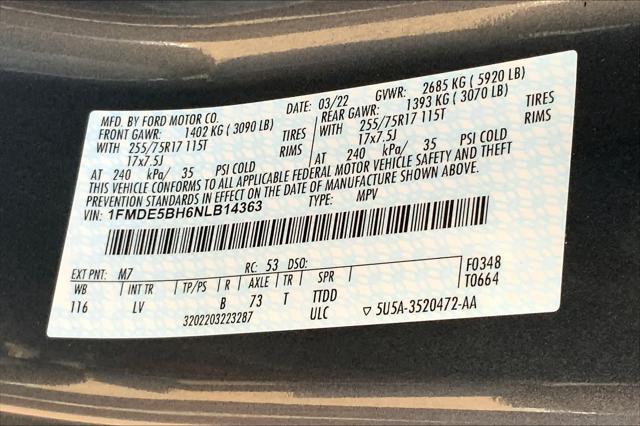 MFD. BY FORD MOTOR CO. DATE: 03/22 GVWR: 2685 KG ( 5920 LB)
FRONT GAWR: 1402 KG ( 3090 LB) REAR GAWR: 1393 KG ( 3070 LB)
WITH 255/75R17 115T TIRES WITH 255/75R17 115T TIRES
17x7.5J RIMS 17x7.5J RIMS
AT 240 kPa/ 35 PSI COLD AT 240 kPa/ 35 PSI COLD
THIS VEHICLE CONFORMS TO ALL APPLICABLE FEDERAL MOTOR VEHICLE SAFETY AND THEFT
PREVENTION STANDARDS IN EFFECT ON THE DATE OF MANUFACTURE SHOWN ABOVE.
VIN: 1FMDE5BH6NLB14363 TYPE: MPV
EXT PNT: M7 RC: 53 DSO: F0348
WB INT TR TP/PS R AXLE TR SPR T0664
116 LV B 73 T TTDD
3202203223287 ULC ▽ 5U5A-3520472-AA